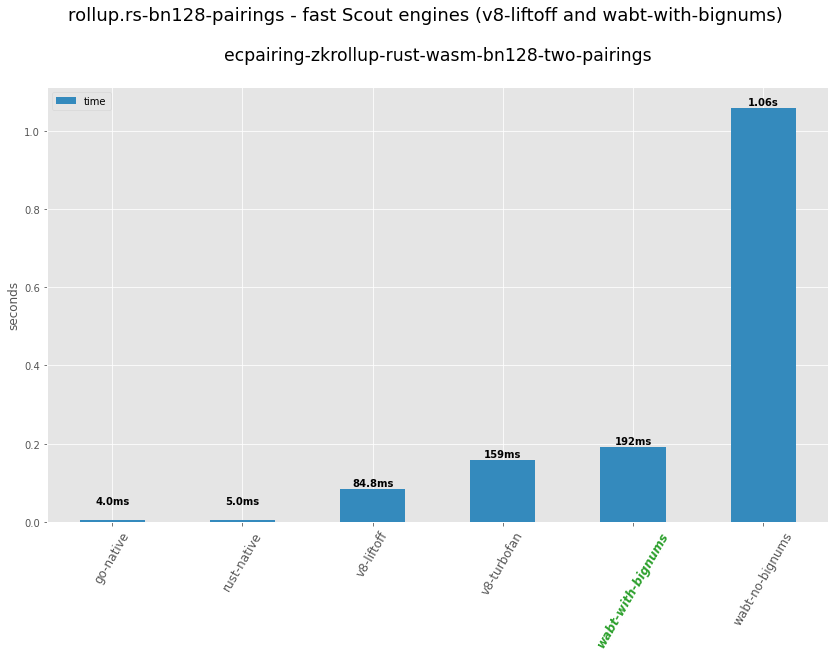 rollup.rs-bn128-pairings - fast Scout engines (v8-liftoff and wabt-with-bignums)
ecpairing-zkrollup-rust-wasm-bn128-two-pairings
time
seconds
1.0
0.8
0.6
0.4
0.2
0.0
4.0ms
5.0ms
84.8ms
159ms
192ms
1.06s
go-native
rust-native
v8-liftoff
v8-turbofan
wabt-with-bignums
wabt-no-bignums